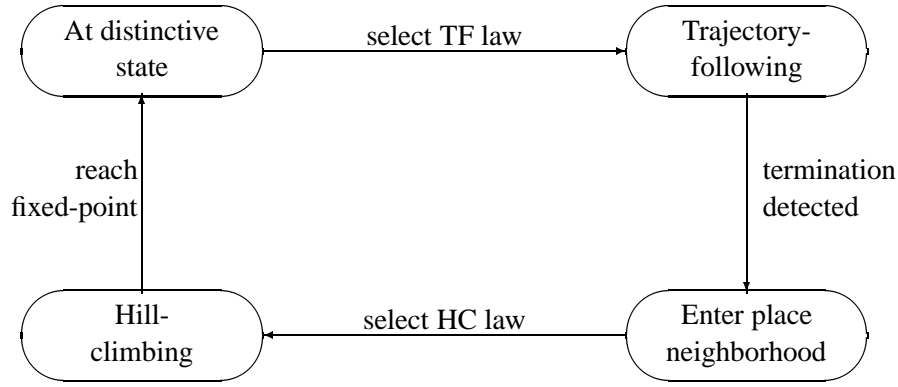 At distinctive
state
select TF law
Trajectory-
following
reach
fixed-point
termination
detected
Hill-
climbing
select HC law
Enter place
neighborhood